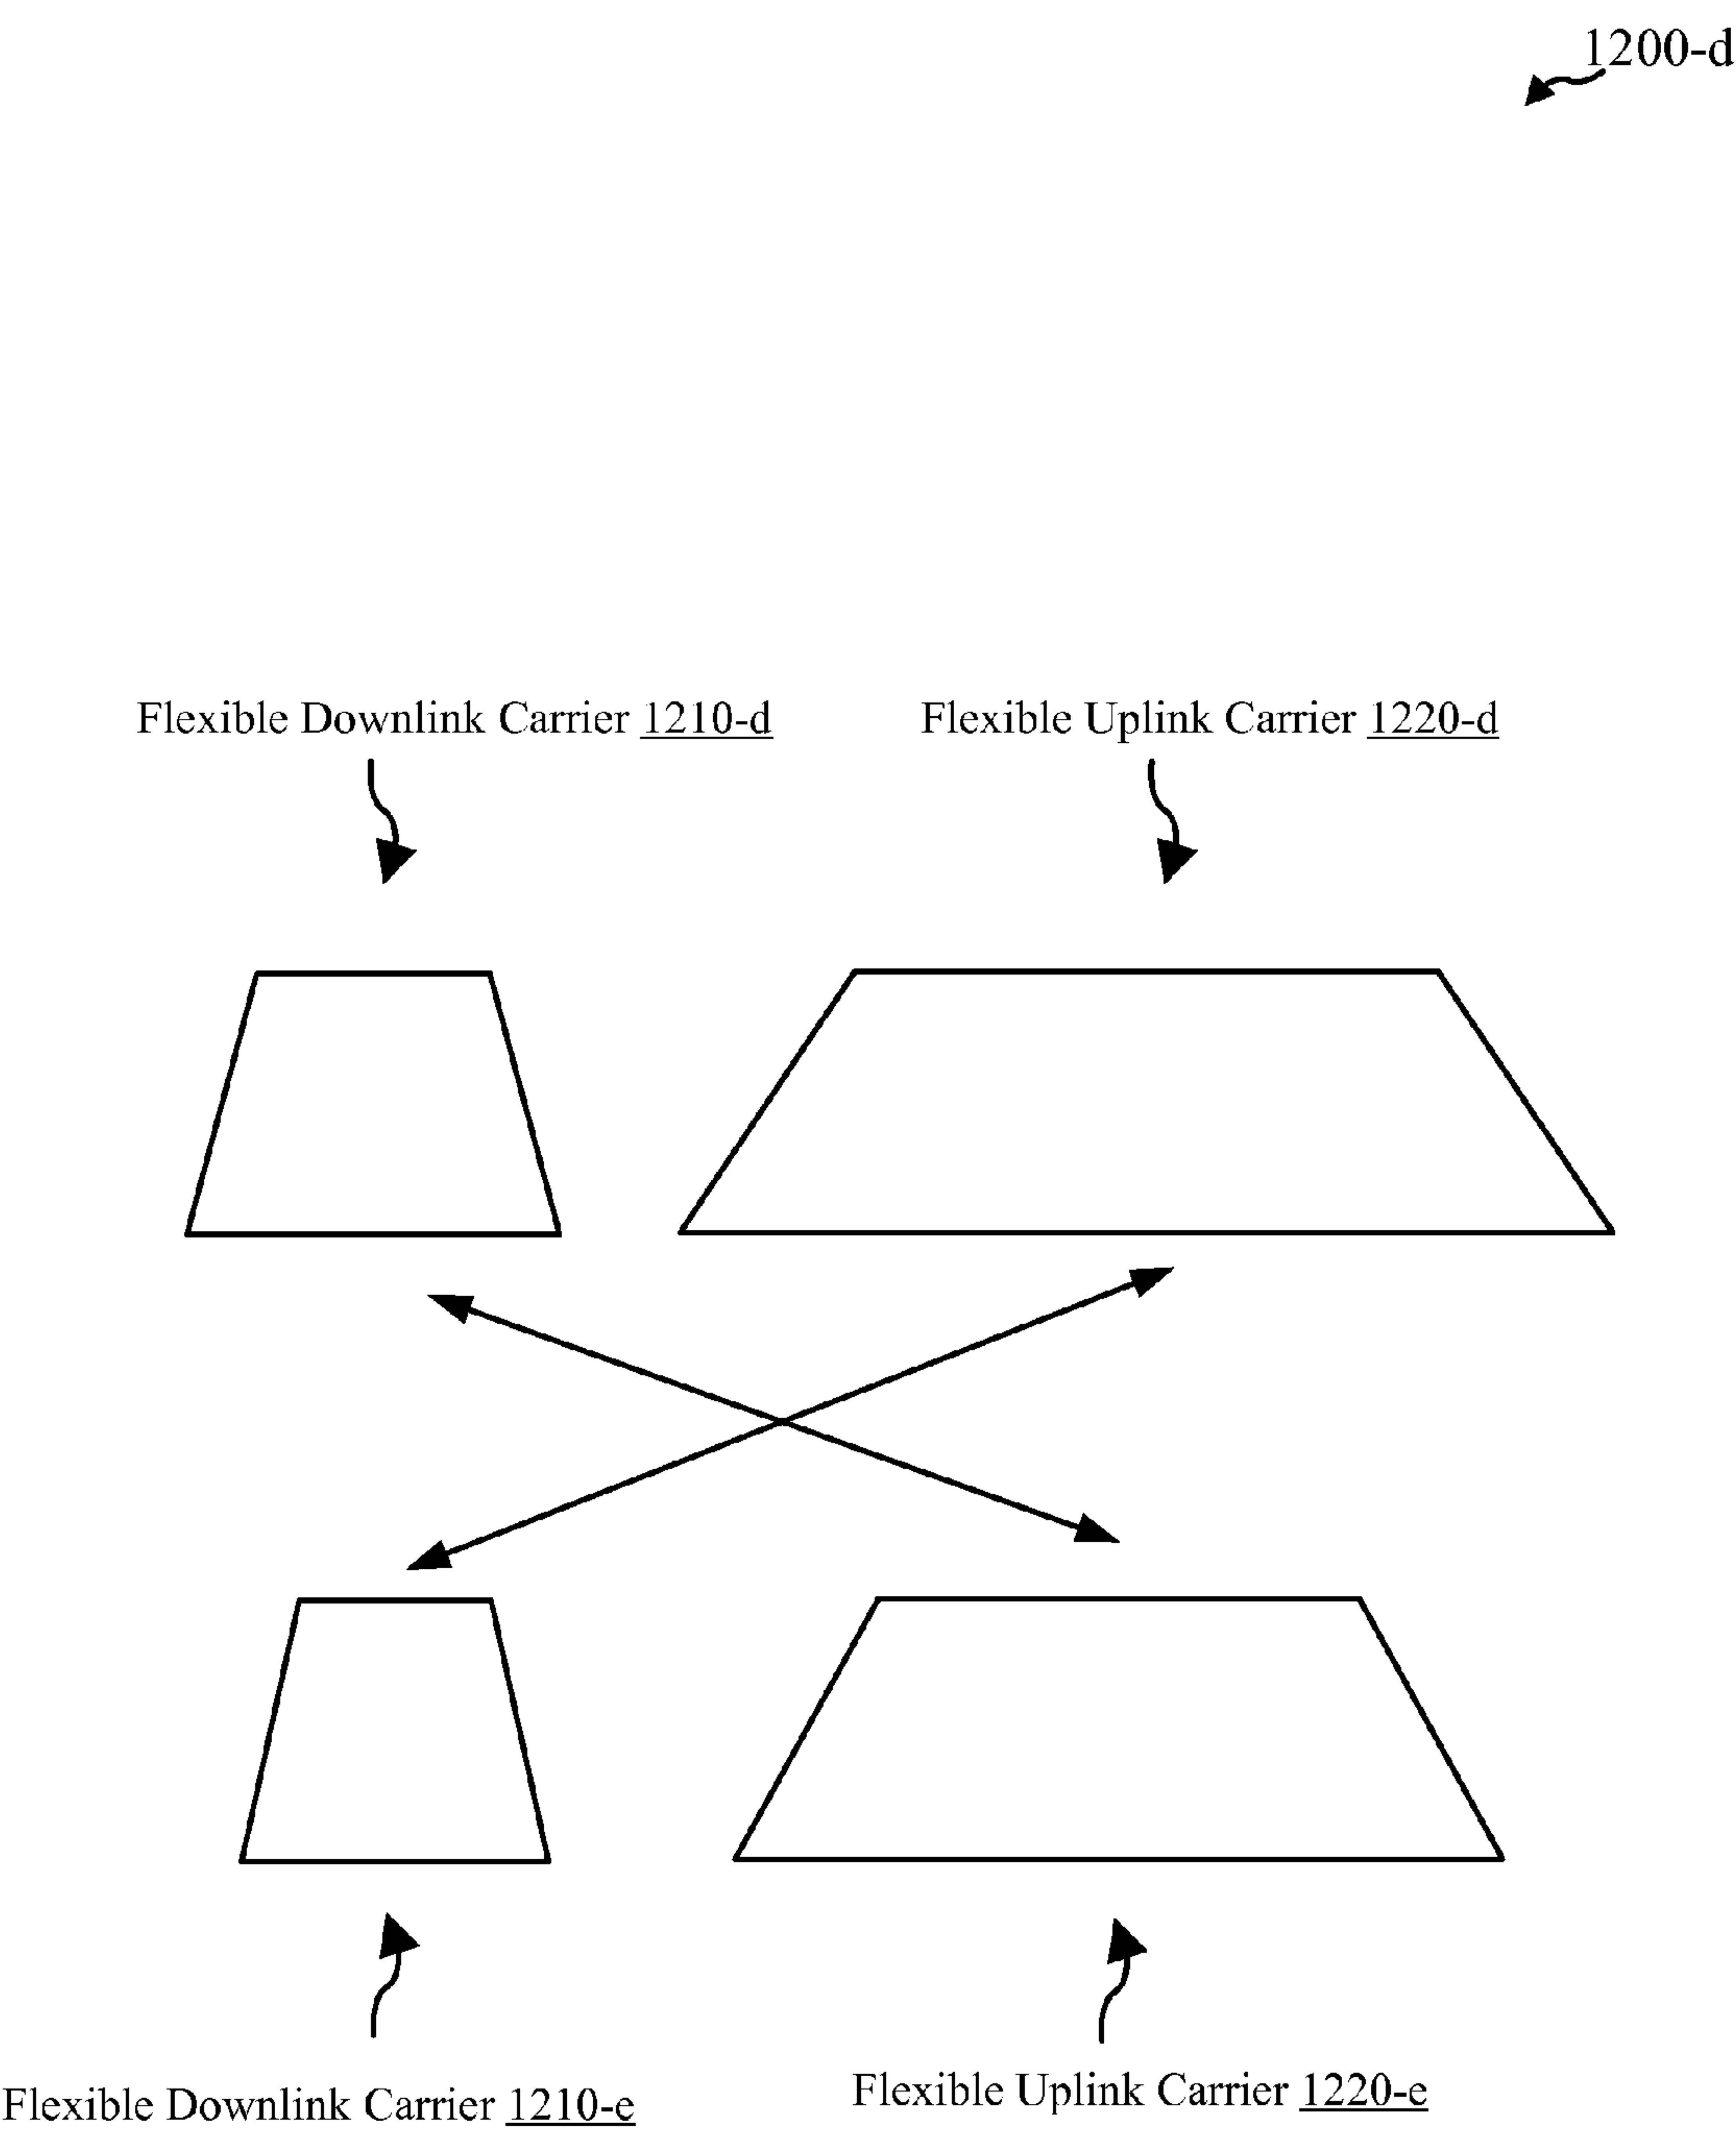 1200-d
Flexible Downlink Carrier 1210-d
Flexible Uplink Carrier 1220-d
Flexible Downlink Carrier 1210-e
Flexible Uplink Carrier 1220-e